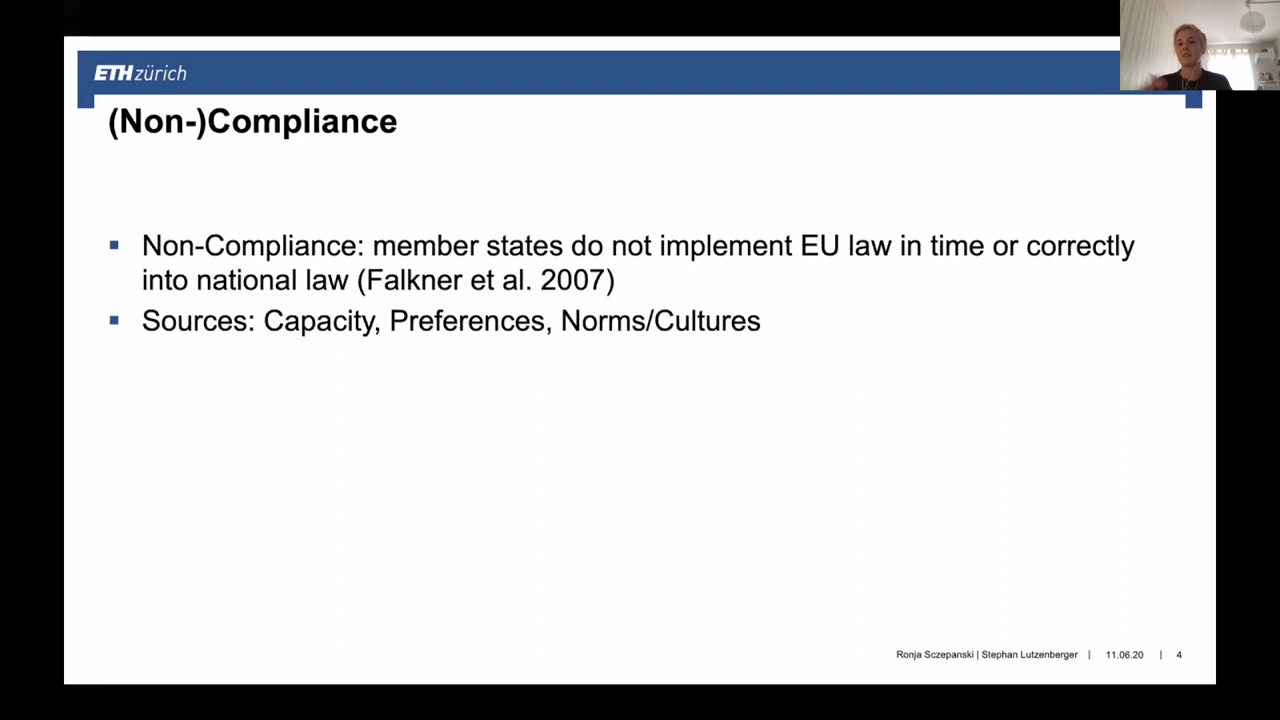 ETH zürich
(Non-)Compliance
▪ Non-Compliance: member states do not implement EU law in time or correctly
into national law (Falkner et al. 2007)
▪ Sources: Capacity, Preferences, Norms/Cultures
Ronja Sczepanski | Stephan Lutzenberger | 11.06.20 | 4